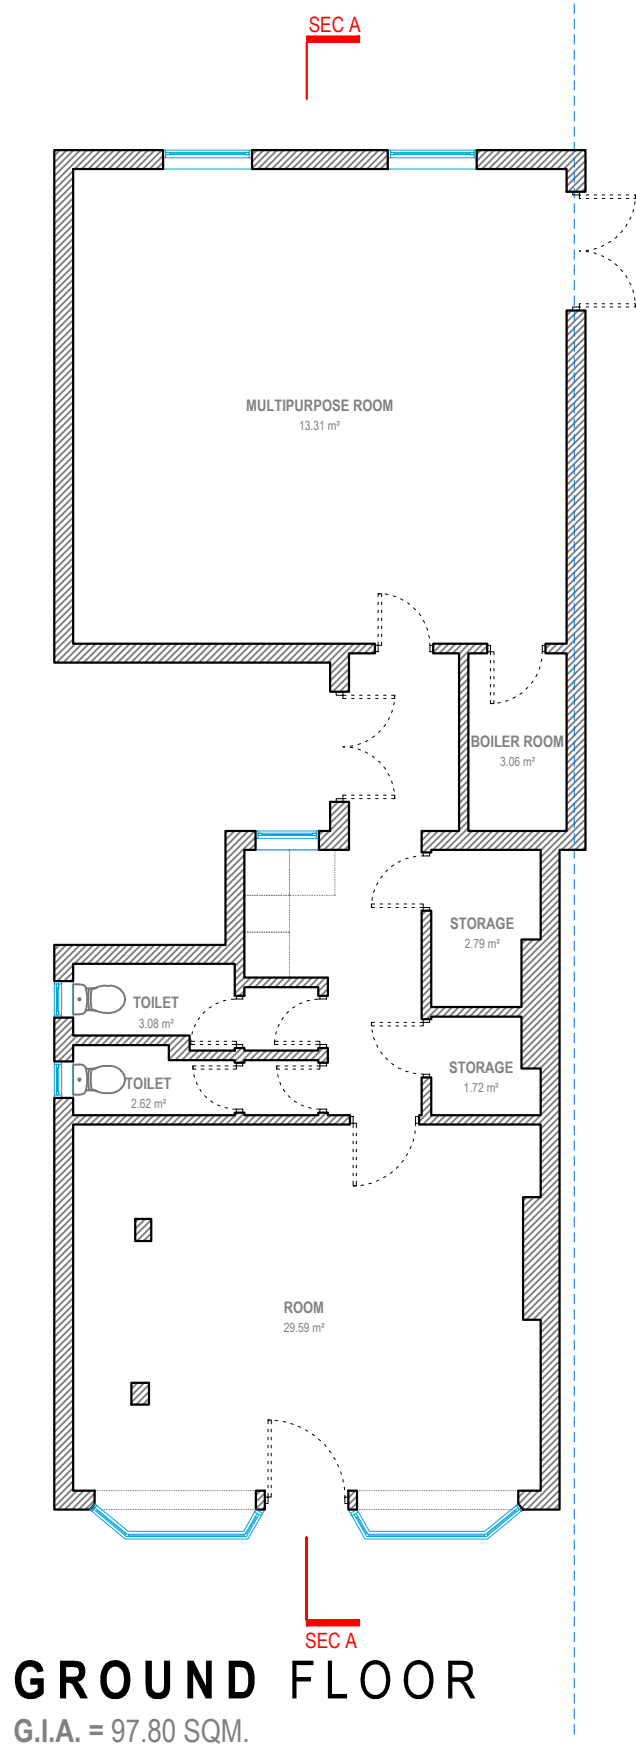 SEC A
MULTIPURPOSE ROOM
13.31 m²
BOILER ROOM
3.06 m²
STORAGE
2.79 m²
TOILET
3.08 m²
STORAGE
1.72 m²
TOILET
2.62 m²
ROOM
29.59 m²
SEC A
GROUND FLOOR
G.I.A. = 97.80 SQM.